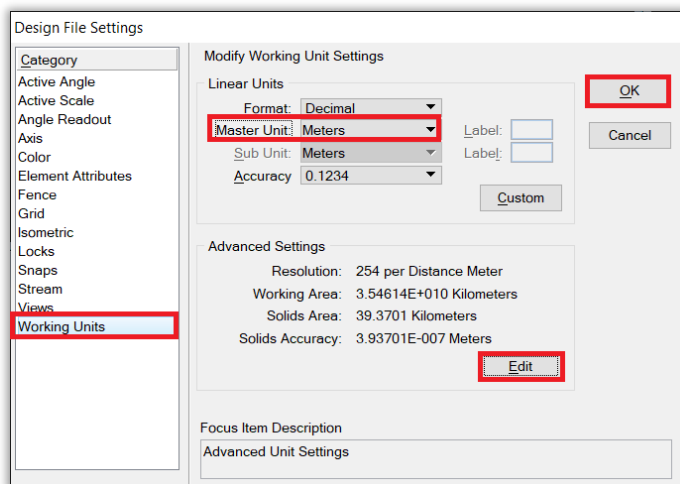 Design File Settings
Category
Active Angle
Active Scale
Angle Readout
Axis
Color
Element Attributes
Fence
Grid
Isometric
Locks
Snaps
Stream
Views
Working Units
Modify Working Unit Settings
Linear Units
Format: Decimal
Master Unit: Meters Label:
Sub Unit: Meters Label:
Accuracy 0.1234
Custom
Advanced Settings
Resolution: 254 per Distance Meter
Working Area: 3.54614E+010 Kilometers
Solids Area: 39.3701 Kilometers
Solids Accuracy: 3.93701E-007 Meters
Edit
Focus Item Description
Advanced Unit Settings
OK
Cancel